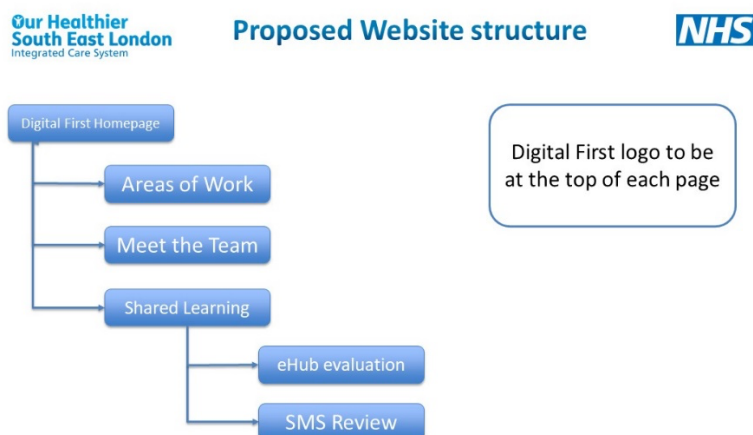 Our Healthier
South East London
Integrated Care System
Proposed Website structure
NHS
Digital First Homepage
Digital First logo to be
at the top of each page
Areas of Work
Meet the Team
Shared Learning
eHub evaluation
SMS Review